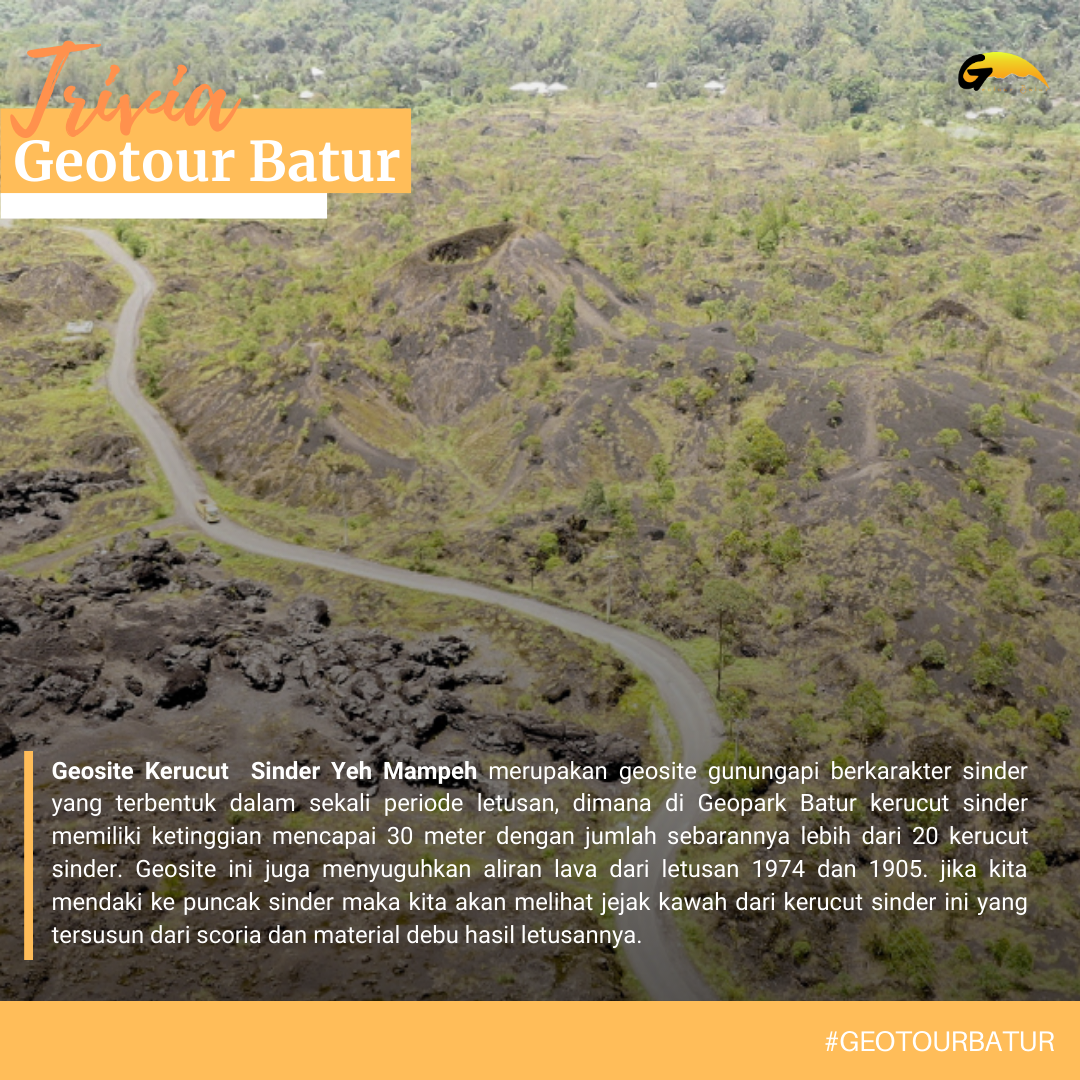 Trivia
Geotour Batur
G
Geosite Kerucut Sinder Yeh Mampeh merupakan geosite gunungapi berkarakter sinder
yang terbentuk dalam sekali periode letusan, dimana di Geopark Batur kerucut sinder
memiliki ketinggian mencapai 30 meter dengan jumlah sebarannya lebih dari 20 kerucut
sinder. Geosite ini juga menyuguhkan aliran lava dari letusan 1974 dan 1905. jika kita
mendaki ke puncak sinder maka kita akan melihat jejak kawah dari kerucut sinder ini yang
tersusun dari scoria dan material debu hasil letusannya.
#GEOTOURBATUR